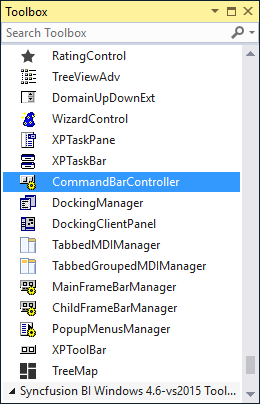 Toolbox
Search Toolbox
RatingControl
TreeViewAdv
DomainUpDownExt
WizardControl
XPTaskPane
XPTaskBar
CommandBarController
DockingManager
DockingClientPanel
TabbedMDIManager
TabbedGroupedMDIManager
MainFrameBarManager
ChildFrameBarManager
PopupMenusManager
XPToolBar
TreeMap
Syncfusion BI Windows 4.6-vs2015 Tool...